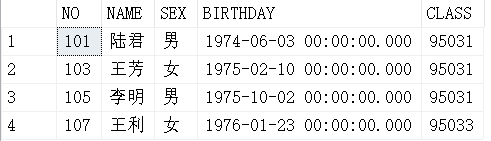 NO NAME SEX BIRTHDAY CLASS
1 101 陆君 男 1974-06-03 00:00:00.000 95031
2 103 王芳 女 1975-02-10 00:00:00.000 95031
3 105 李明 男 1975-10-02 00:00:00.000 95031
4 107 王利 女 1976-01-23 00:00:00.000 95033